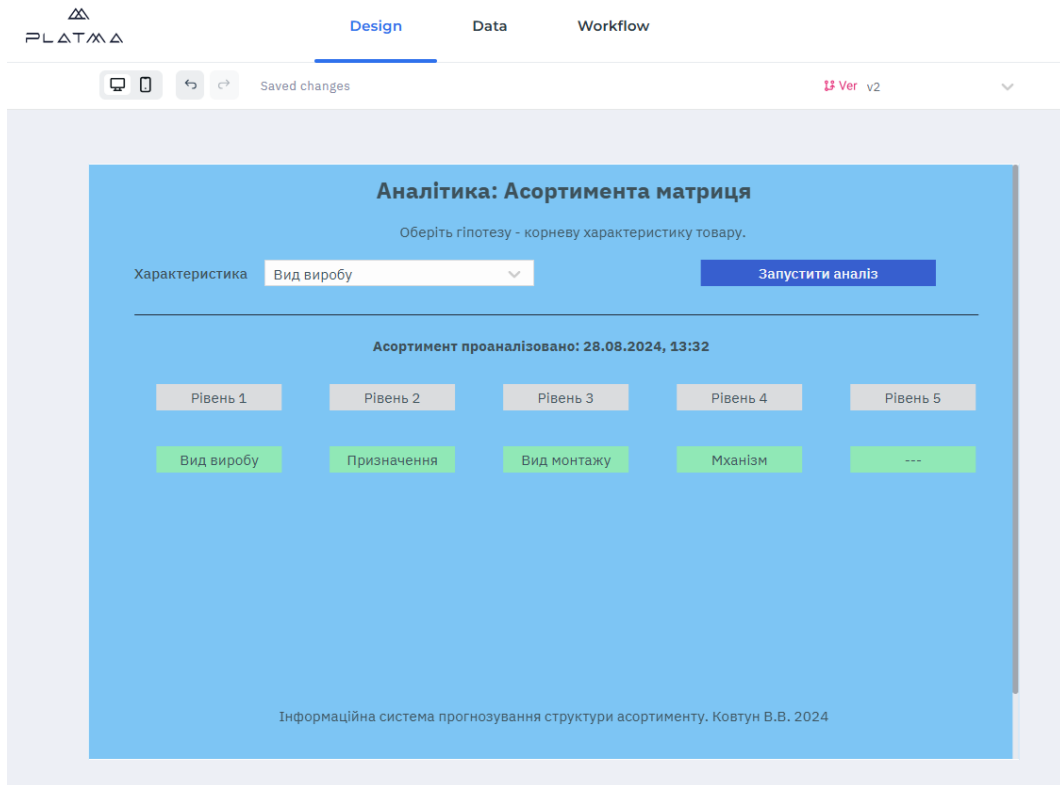 PLATMA
Design Data Workflow
Saved changes Ver v2
Аналітика: Асортимента матриця
Оберіть гіпотезу - корневу характеристику товару.
Характеристика Вид виробу Запустити аналіз
Асортимент проаналізовано: 28.08.2024, 13:32
Рівень 1 Рівень 2 Рівень 3 Рівень 4 Рівень 5
Вид виробу Призначення Вид монтажу Мханізм ---
Інформаційна система прогнозування структури асортименту. Ковтун В.В. 2024